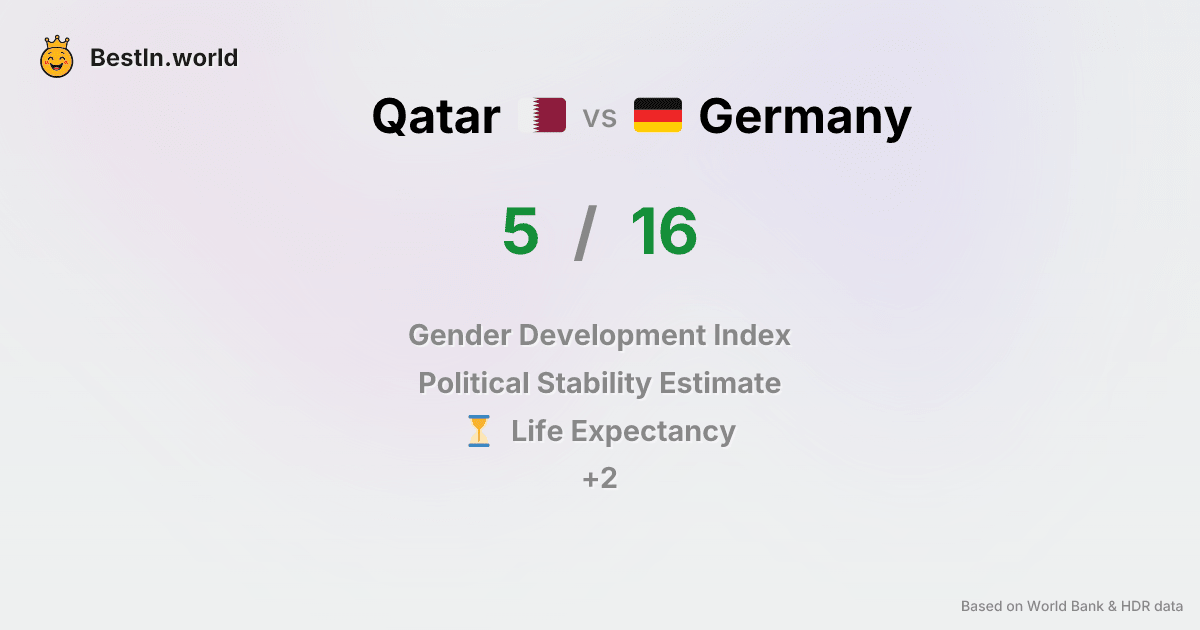 BestIn.world
Qatar vs Germany
5 / 16
Gender Development Index
Political Stability Estimate
Life Expectancy
+2
Based on World Bank & HDR data